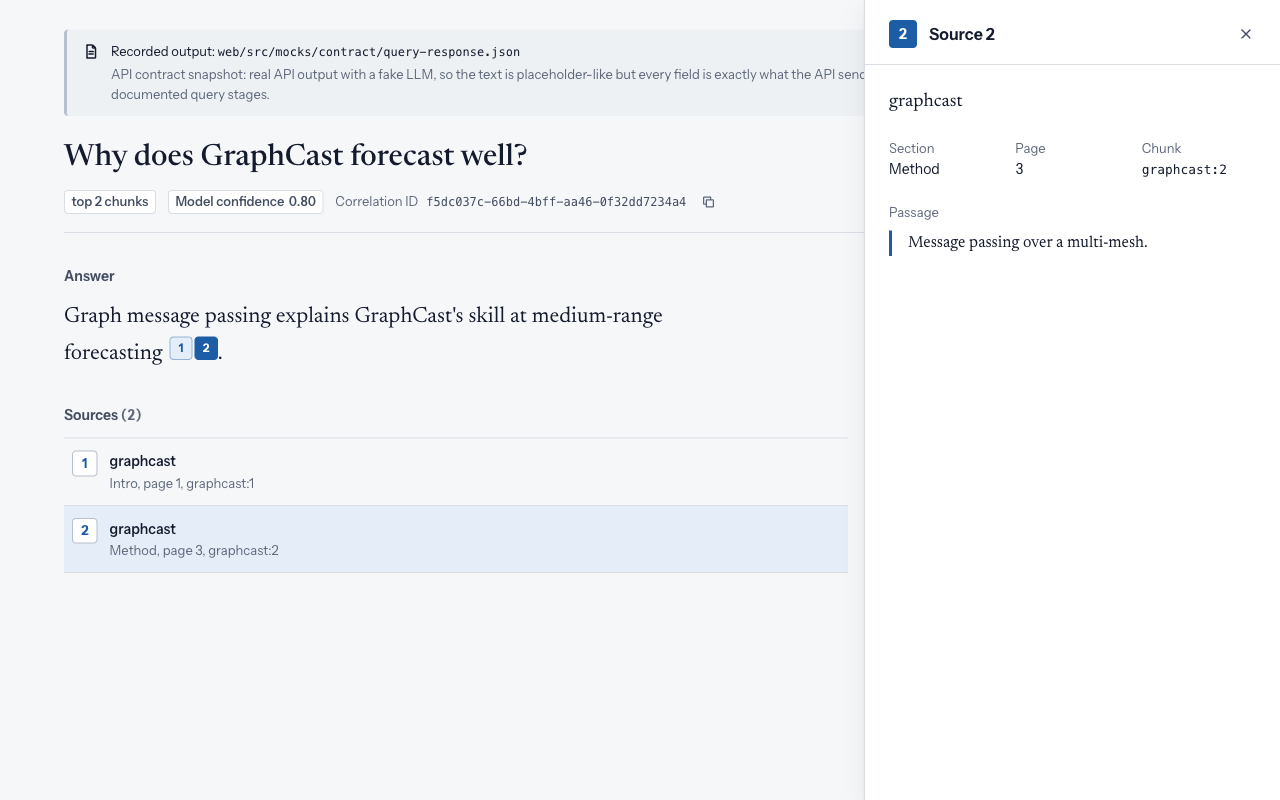 Recorded output: web/src/mocks/contract/query-response.json
API contract snapshot: real API output with a fake LLM, so the text is placeholder-like but every field is exactly what the API
documented query stages.
Why does GraphCast forecast well?
top 2 chunks
Model confidence 0.80
Correlation ID f5dc037c-66bd-4bff-aa46-0f32dd7234a4
Answer
Graph message passing explains GraphCast's skill at medium-range
forecasting 1 2.
Sources (2)
1 graphcast
Intro, page 1, graphcast:1
2 graphcast
Method, page 3, graphcast:2
2 Source 2
graphcast
Section Page Chunk
Method 3 graphcast:2
Passage
Message passing over a multi-mesh.